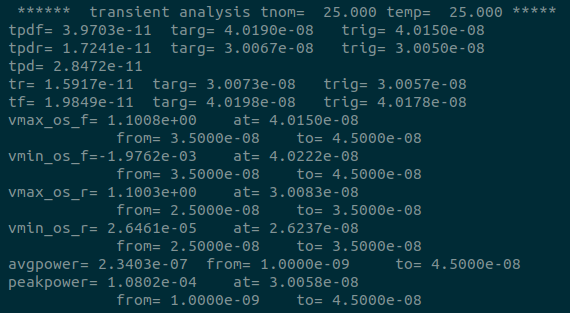 ****** transient analysis tnom= 25.000 temp= 25.000 *****
tpdf= 3.9703e-11 targ= 4.0190e-08 trig= 4.0150e-08
tpdr= 1.7241e-11 targ= 3.0067e-08 trig= 3.0050e-08
tpd= 2.8472e-11
tr= 1.5917e-11 targ= 3.0073e-08 trig= 3.0057e-08
tf= 1.9849e-11 targ= 4.0198e-08 trig= 4.0178e-08
vmax_os_f= 1.1008e+00 at= 4.0150e-08
from= 3.5000e-08 to= 4.5000e-08
vmin_os_f=-1.9762e-03 at= 4.0222e-08
from= 3.5000e-08 to= 4.5000e-08
vmax_os_r= 1.1003e+00 at= 3.0083e-08
from= 2.5000e-08 to= 3.5000e-08
vmin_os_r= 2.6461e-05 at= 2.6237e-08
from= 2.5000e-08 to= 3.5000e-08
avgpower= 2.3403e-07 from= 1.0000e-09 to= 4.5000e-08
peakpower= 1.0802e-04 at= 3.0058e-08
from= 1.0000e-09 to= 4.5000e-08